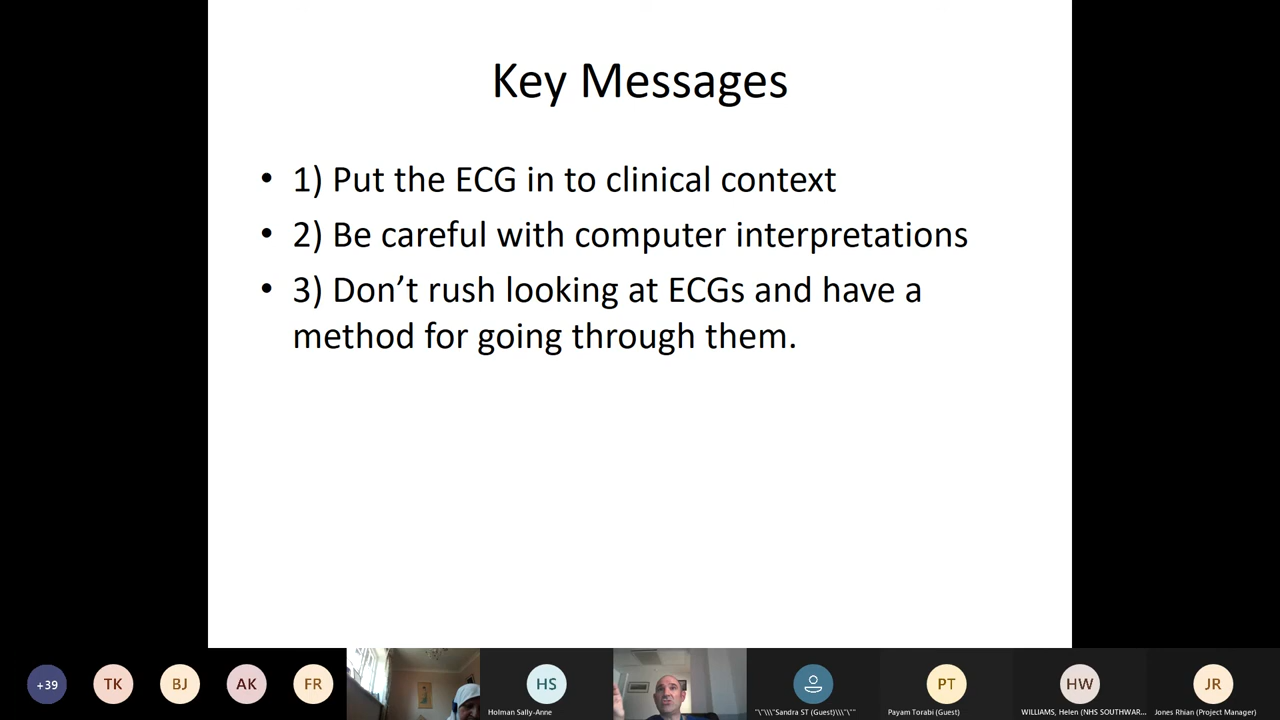 Key Messages
• 1) Put the ECG in to clinical context
• 2) Be careful with computer interpretations
• 3) Don’t rush looking at ECGs and have a
method for going through them.
+39
TK
BJ
AK
FR
HS
PT
HW
JR
Holman Sally-Anne
"\"\\\"Sandra ST (Guest)\\\"\""
Payam Torabi (Guest)
WILLIAMS, Helen (NHS SOUTHWAR...
Jones Rhian (Project Manager)